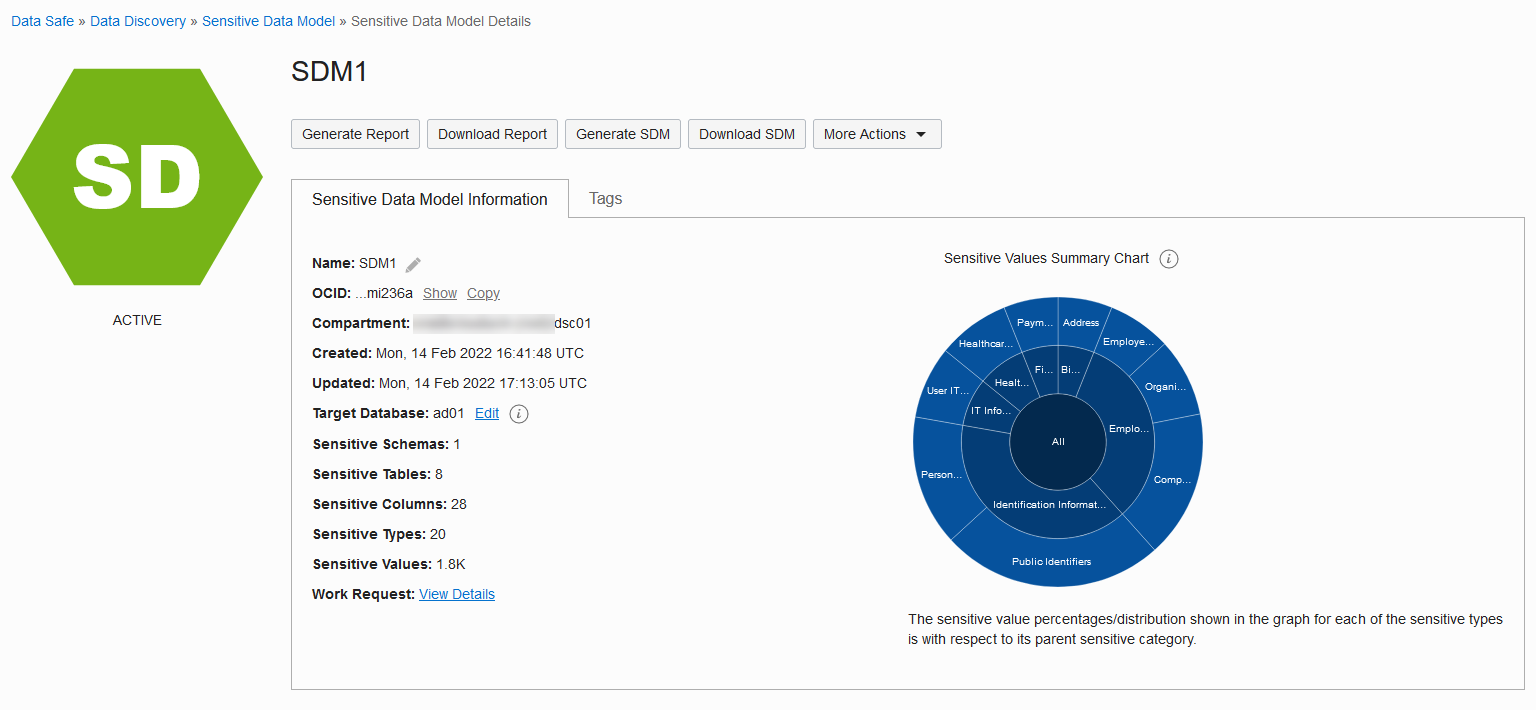 Data Safe » Data Discovery » Sensitive Data Model » Sensitive Data Model Details
SD
ACTIVE
SDM1
Generate Report Download Report Generate SDM Download SDM More Actions
Sensitive Data Model Information Tags
Name: SDM1
OCID: ...mi236a Show Copy
Compartment: dsc01
Created: Mon, 14 Feb 2022 16:41:48 UTC
Updated: Mon, 14 Feb 2022 17:13:05 UTC
Target Database: ad01 Edit i
Sensitive Schemas: 1
Sensitive Tables: 8
Sensitive Columns: 28
Sensitive Types: 20
Sensitive Values: 1.8K
Work Request: View Details
Sensitive Values Summary Chart i
Paym... Address
Healthcar... Employe...
Fi... Bi...
Healt...
User IT... Organi...
IT Info...
Emplo...
All
Person... Comp...
Identification Informat...
Public Identifiers
The sensitive value percentages/distribution shown in the graph for each of the sensitive types
is with respect to its parent sensitive category.